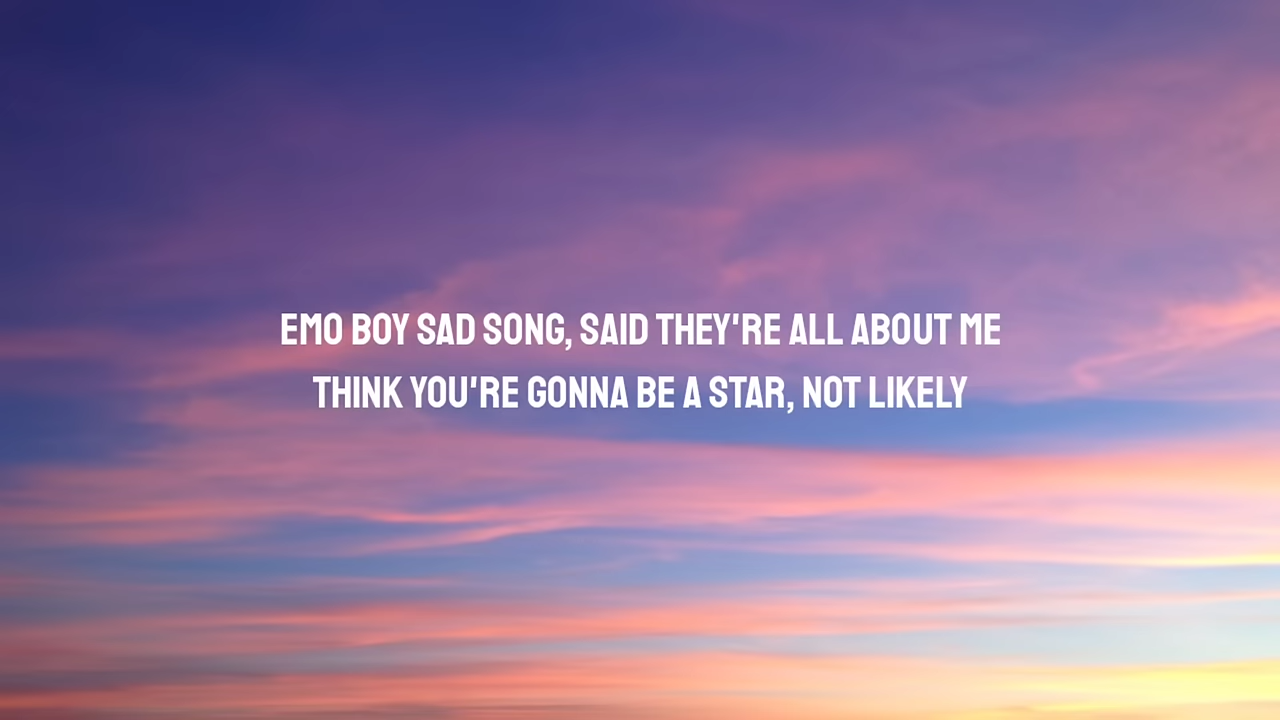 EMO BOY SAD SONG, SAID THEY'RE ALL ABOUT ME
THINK YOU'RE GONNA BE A STAR, NOT LIKELY